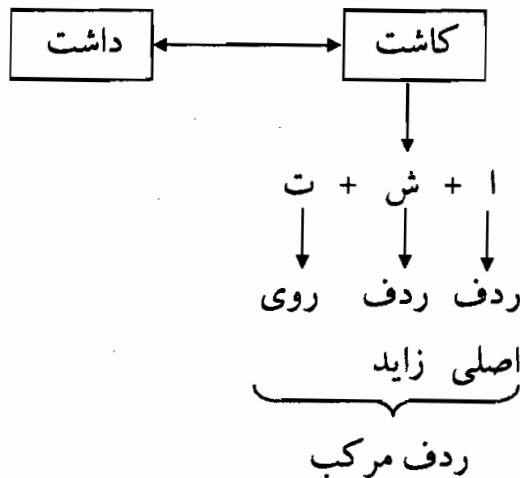 کاشت داشت
ا + ش + ت
ردف ردف روی
اصلی زاید
ردف مرکب